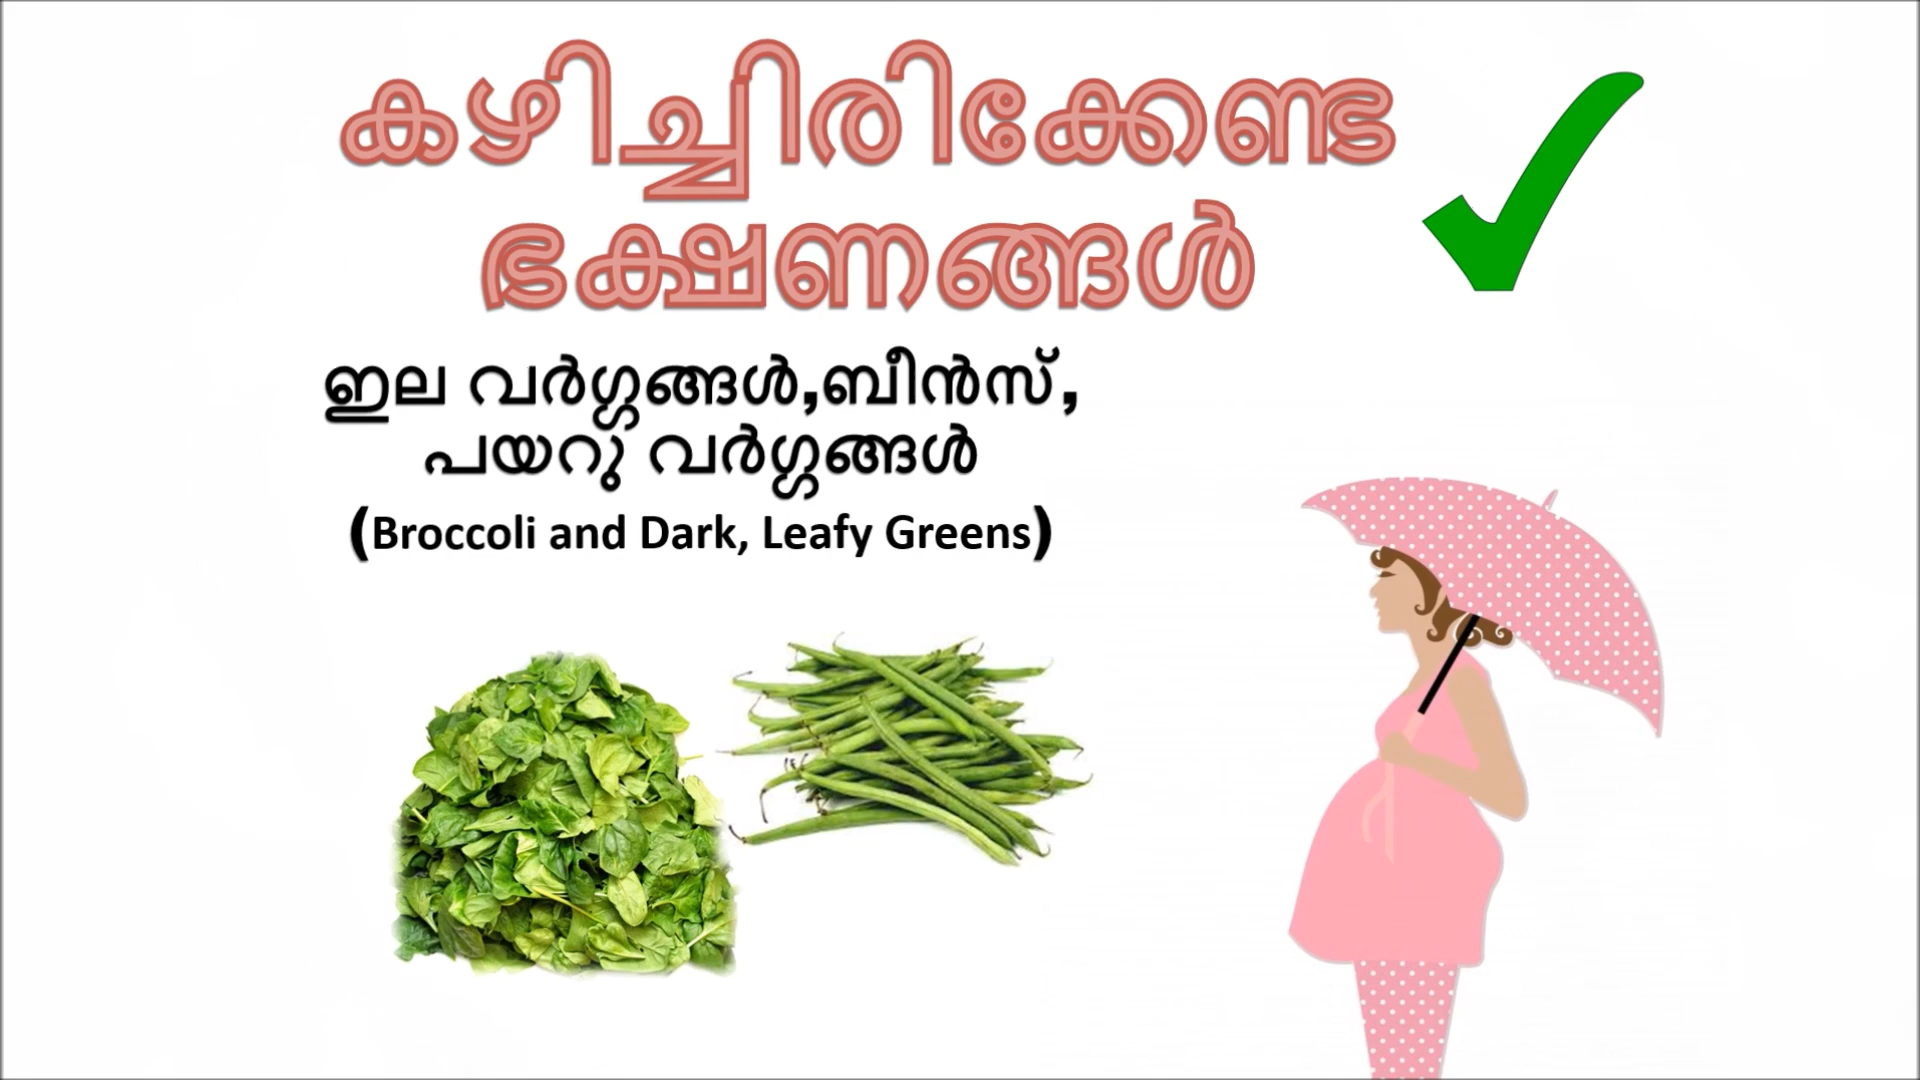 കഴിച്ചിരിക്കേണ്ട
ഭക്ഷണങ്ങൾ
ഇല വർഗ്ഗങ്ങൾ,ബീൻസ്,
പയറു വർഗ്ഗങ്ങൾ
(Broccoli and Dark, Leafy Greens)